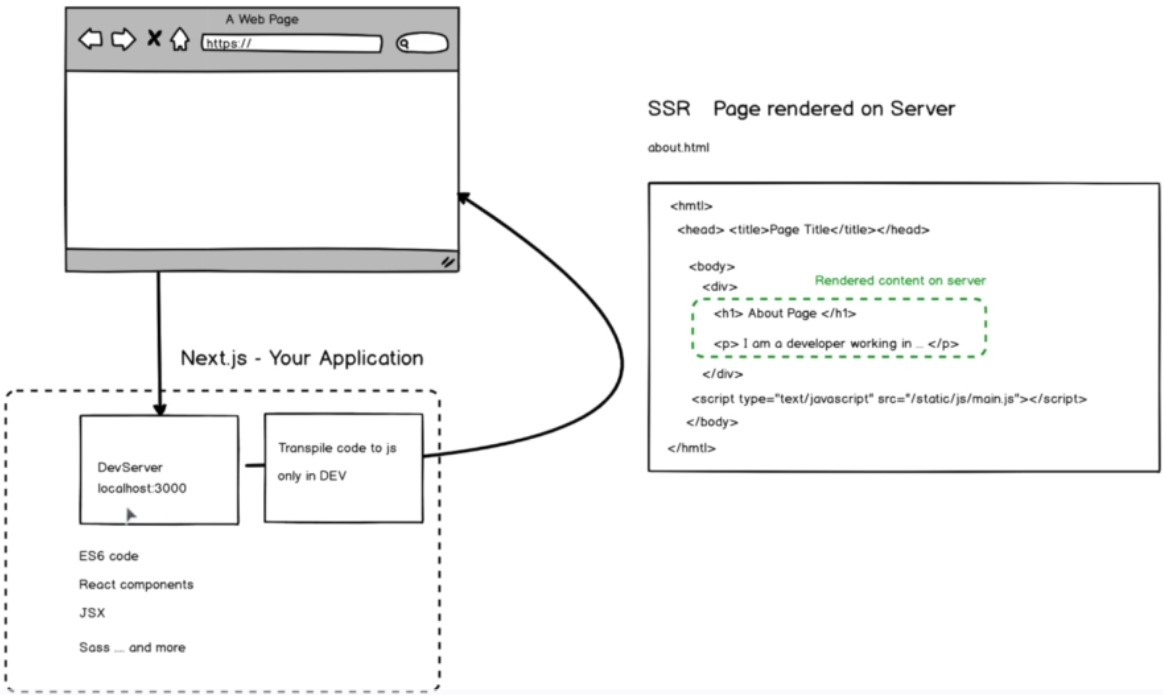 A Web Page
https://
SSR Page rendered on Server
about.html
<hmtl>
<head> <title>Page Title</title></head>
<body>
<div>
Rendered content on server
<h1> About Page </h1>
<p> I am a developer working in ... </p>
</div>
<script type="text/javascript" src="/static/js/main.js"></script>
</body>
</hmtl>
Next.js - Your Application
DevServer
localhost:3000
Transpile code to js
only in DEV
ES6 code
React components
JSX
Sass .... and more